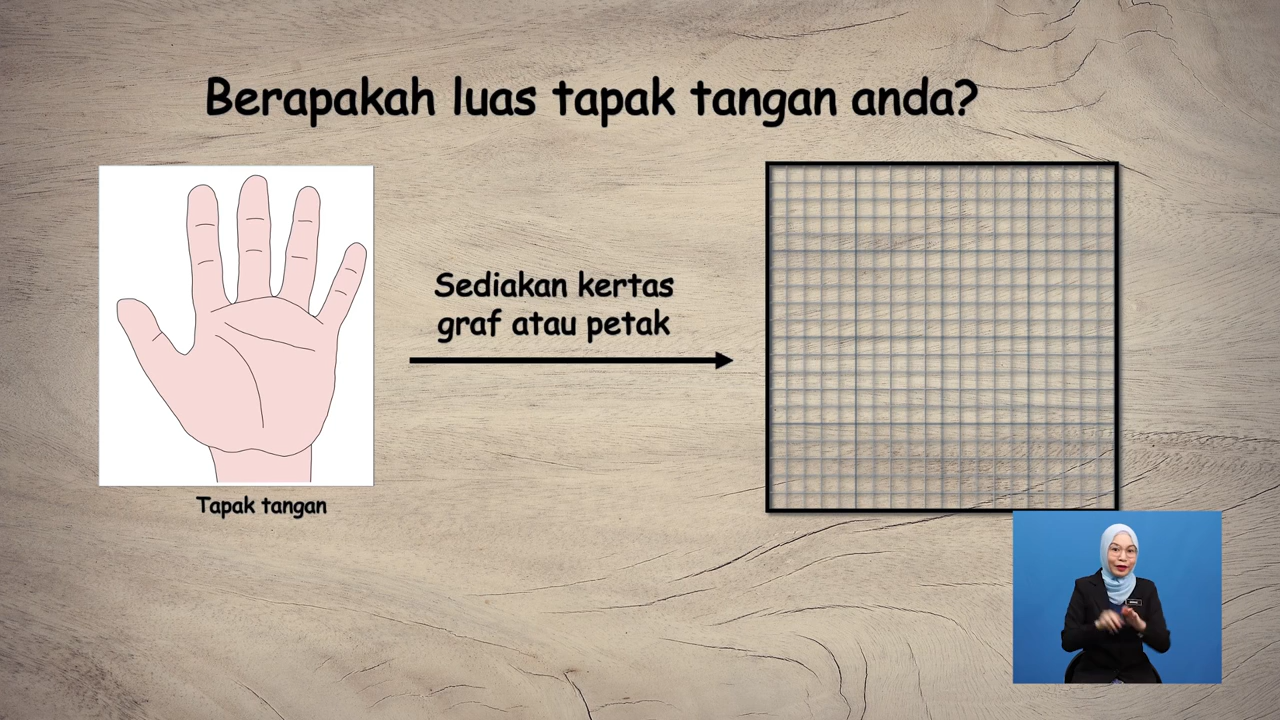 Berapakah luas tapak tangan anda?
Sediakan kertas
graf atau petak
Tapak tangan